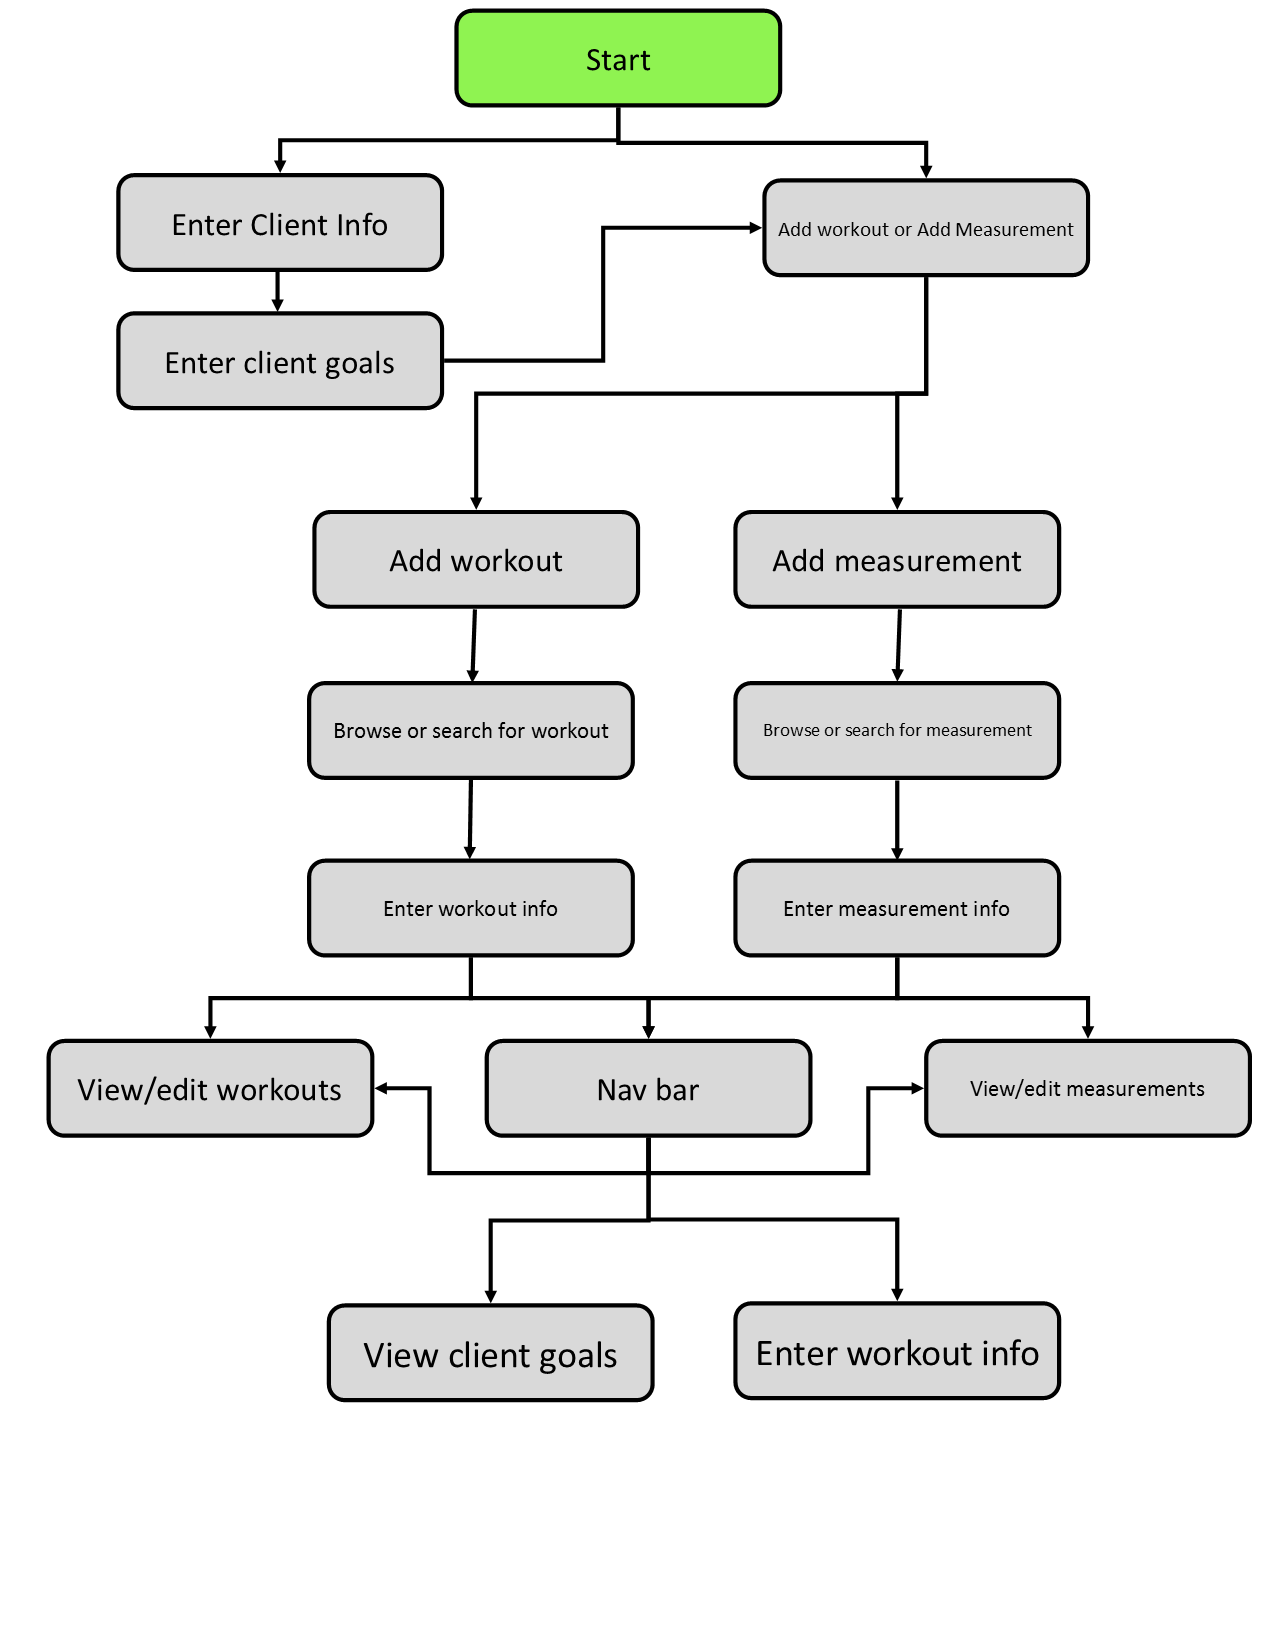 Start
Enter Client Info
Add workout or Add Measurement
Enter client goals
Add workout
Add measurement
Browse or search for workout
Browse or search for measurement
Enter workout info
Enter measurement info
View/edit workouts
Nav bar
View/edit measurements
View client goals
Enter workout info